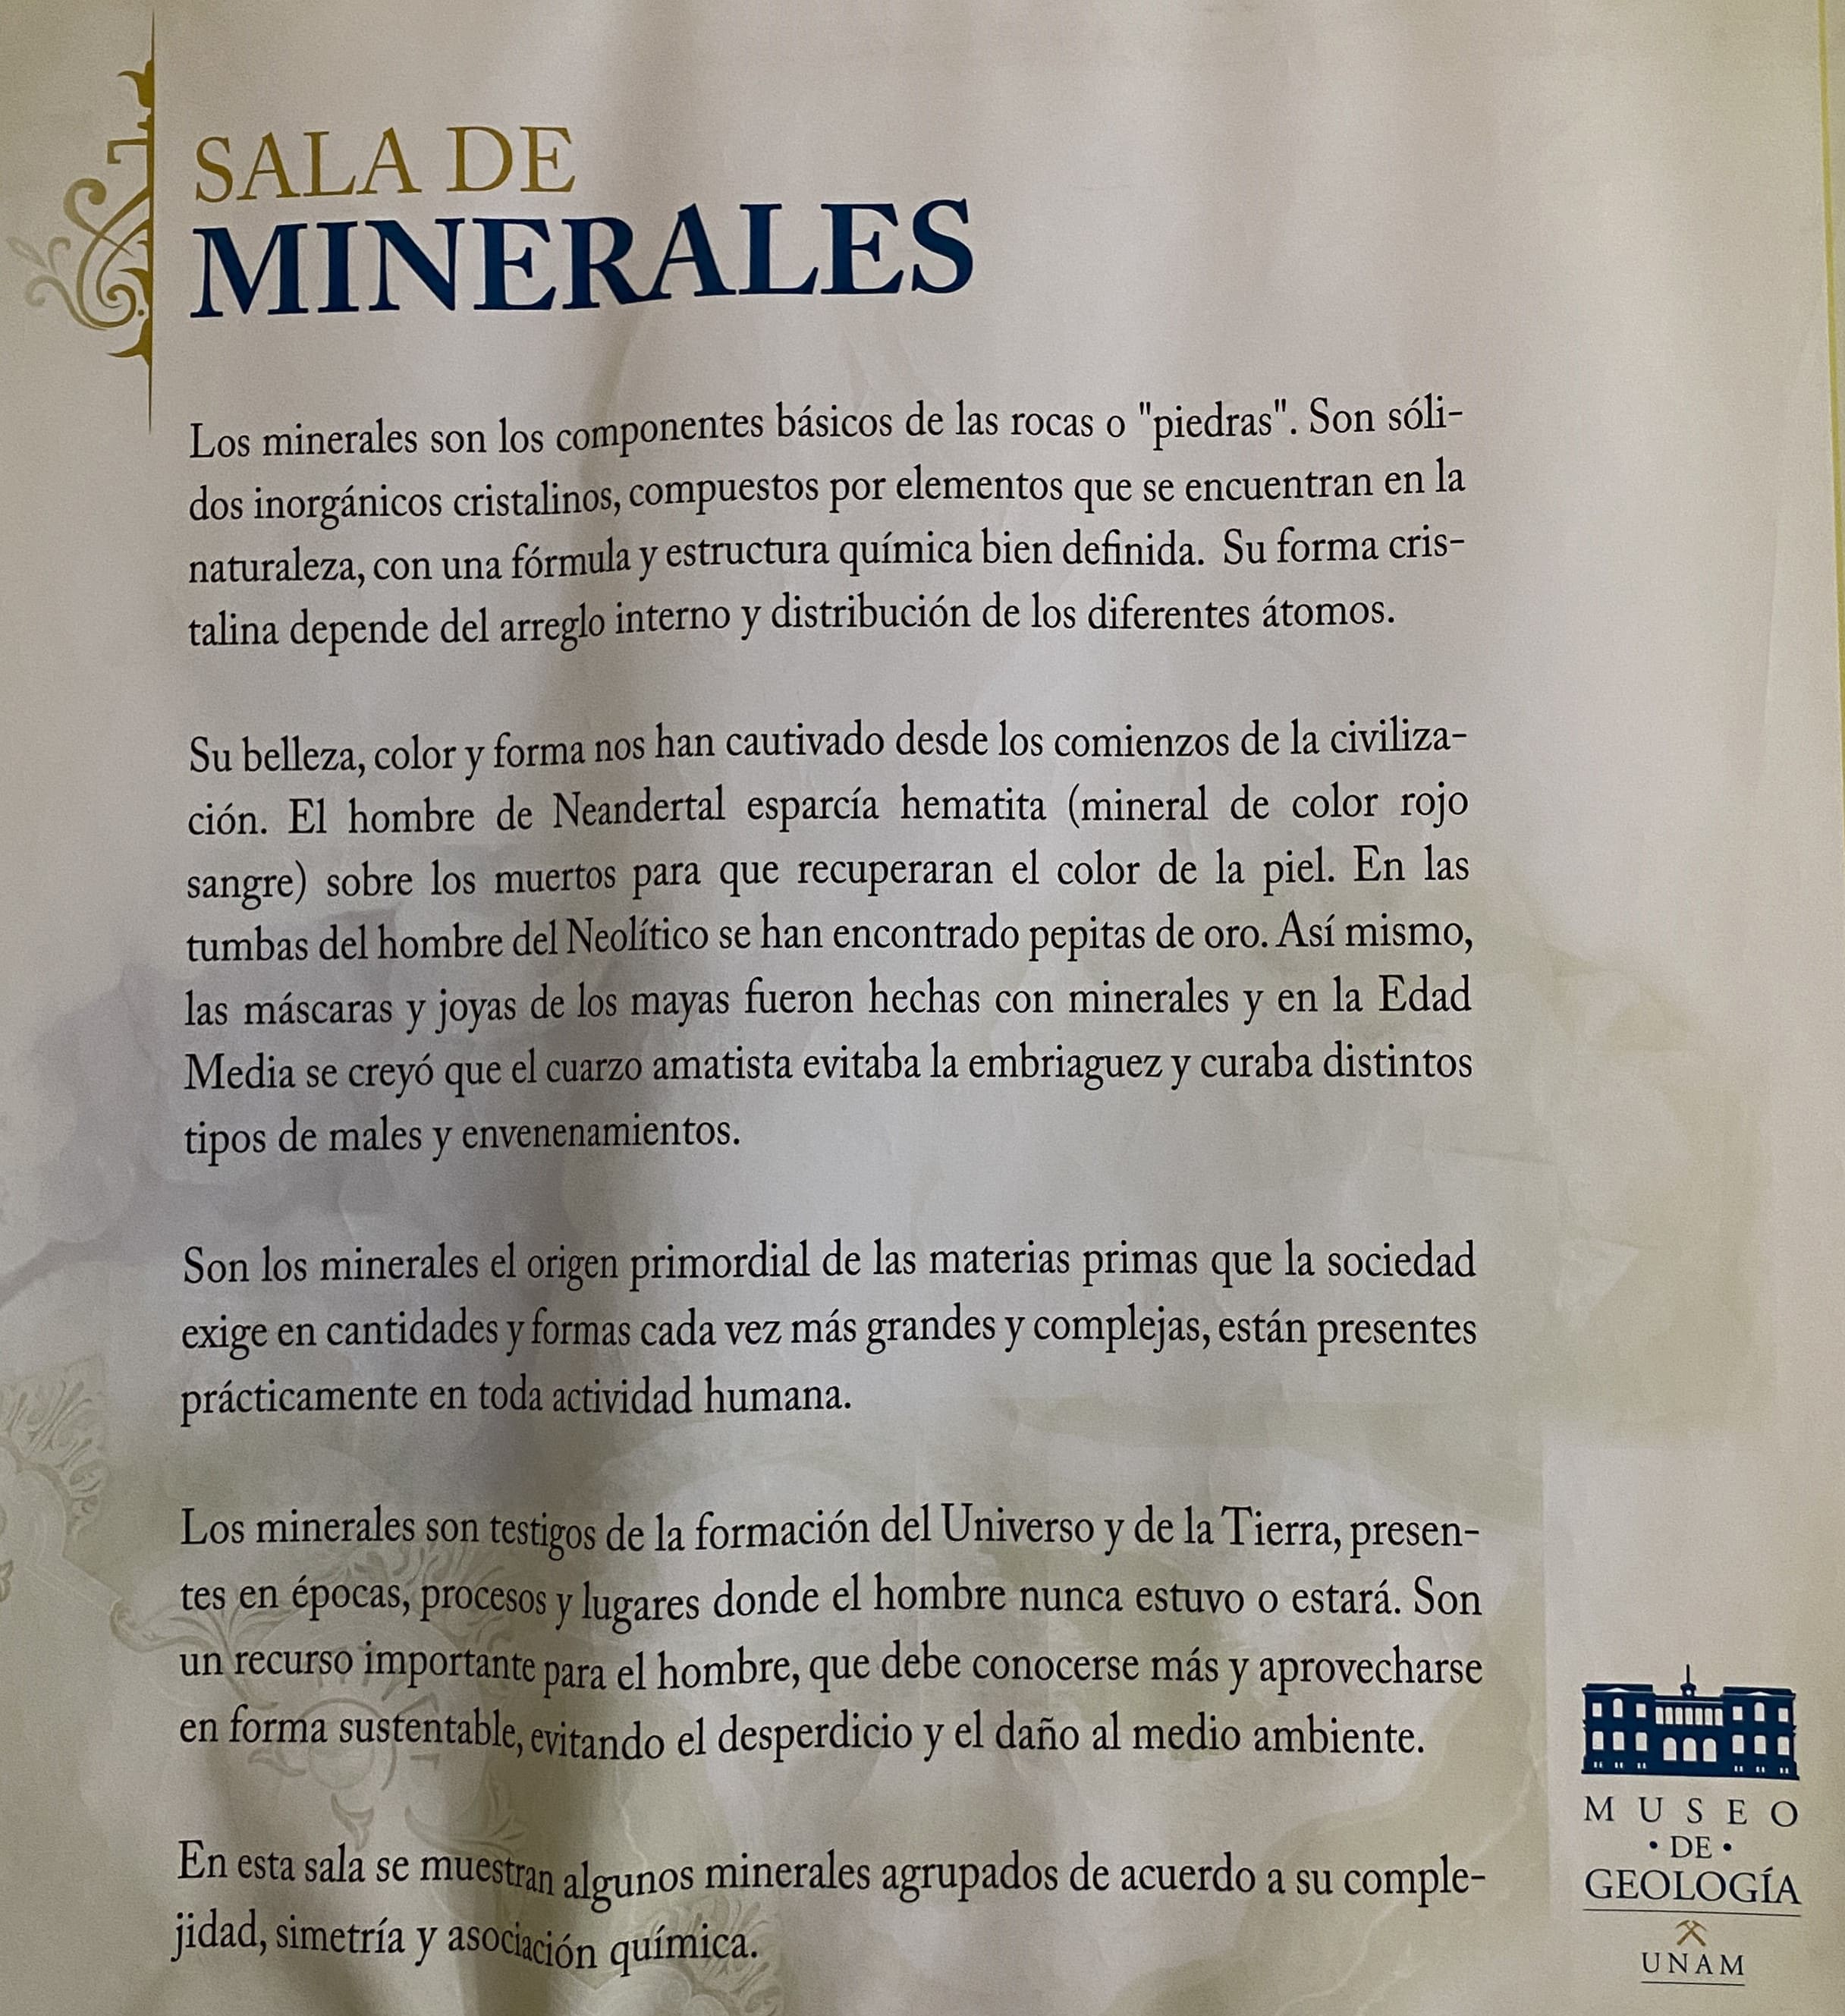 SALA DE
MINERALES
Los minerales son los componentes básicos de las rocas o "piedras". Son sóli-
dos inorgánicos cristalinos, compuestos por elementos que se encuentran en la
naturaleza, con una fórmula y estructura química bien definida. Su forma cris-
talina depende del arreglo interno y distribución de los diferentes átomos.
Su belleza, color y forma nos han cautivado desde los comienzos de la civiliza-
ción. El hombre de Neandertal esparcía hematita (mineral de color rojo
sangre) sobre los muertos para que recuperaran el color de la piel. En las
tumbas del hombre del Neolítico se han encontrado pepitas de oro. Así mismo,
las máscaras y joyas de los mayas fueron hechas con minerales y en la Edad
Media se creyó que el cuarzo amatista evitaba la embriaguez y curaba distintos
tipos de males y envenenamientos.
Son los minerales el origen primordial de las materias primas que la sociedad
exige en cantidades y formas cada vez más grandes y complejas, están presentes
prácticamente en toda actividad humana.
Los minerales son testigos de la formación del Universo y de la Tierra, presen-
tes en épocas, procesos y lugares donde el hombre nunca estuvo o estará. Son
un recurso importante para el hombre, que debe conocerse más y aprovecharse
en forma sustentable, evitando el desperdicio y el daño al medio ambiente.
En esta sala se muestran algunos minerales agrupados de acuerdo a su comple-
jidad, simetría y asociación química.
MUSEO
• DE •
GEOLOGÍA
UNAM